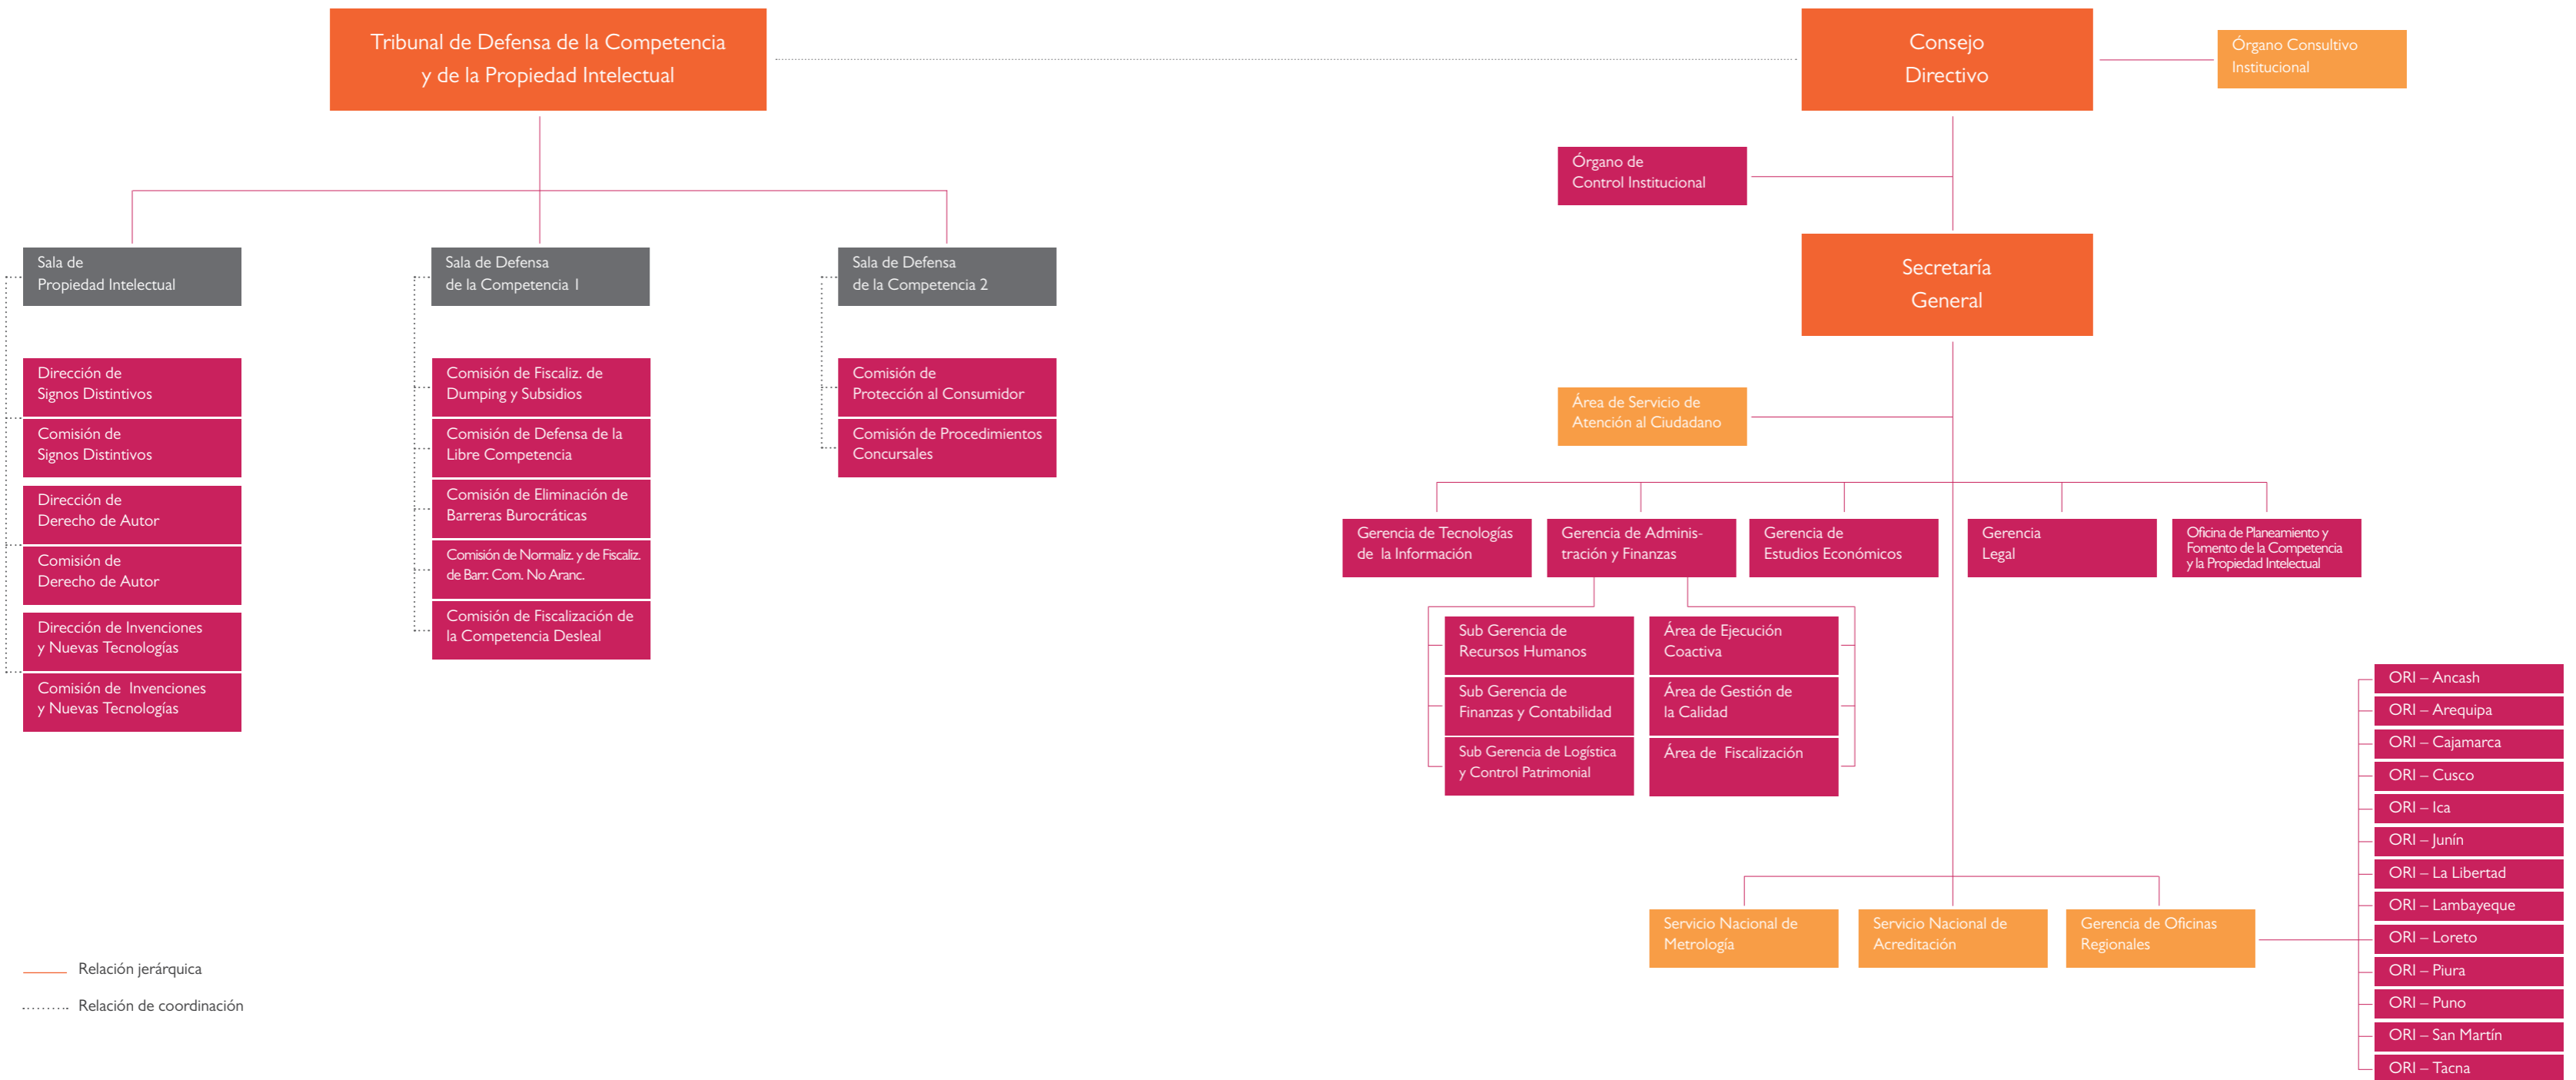 Tribunal de Defensa de la Competencia
y de la Propiedad Intelectual
Consejo
Directivo
Órgano Consultivo
Institucional
Órgano de
Control Institucional
Secretaría
General
Sala de
Propiedad Intelectual
Sala de Defensa
de la Competencia 1
Sala de Defensa
de la Competencia 2
Dirección de
Signos Distintivos
Comisión de
Signos Distintivos
Dirección de
Derecho de Autor
Comisión de
Derecho de Autor
Dirección de Invenciones
y Nuevas Tecnologías
Comisión de Invenciones
y Nuevas Tecnologías
Comisión de Fiscaliz. de
Dumping y Subsidios
Comisión de Defensa de la
Libre Competencia
Comisión de Eliminación de
Barreras Burocráticas
Comisión de Normaliz. y de Fiscaliz.
de Barr. Com. No Aranc.
Comisión de Fiscalización de
la Competencia Desleal
Comisión de
Protección al Consumidor
Comisión de Procedimientos
Concursales
Área de Servicio de
Atención al Ciudadano
Gerencia de Tecnologías
de la Información
Gerencia de Adminis-
tración y Finanzas
Gerencia de
Estudios Económicos
Gerencia
Legal
Oficina de Planeamiento y
Fomento de la Competencia
y la Propiedad Intelectual
Sub Gerencia de
Recursos Humanos
Sub Gerencia de
Finanzas y Contabilidad
Sub Gerencia de Logística
y Control Patrimonial
Área de Ejecución
Coactiva
Área de Gestión de
la Calidad
Área de Fiscalización
Servicio Nacional de
Metrología
Servicio Nacional de
Acreditación
Gerencia de Oficinas
Regionales
ORI – Ancash
ORI – Arequipa
ORI – Cajamarca
ORI – Cusco
ORI – Ica
ORI – Junín
ORI – La Libertad
ORI – Lambayeque
ORI – Loreto
ORI – Piura
ORI – Puno
ORI – San Martín
ORI – Tacna
Relación jerárquica
Relación de coordinación